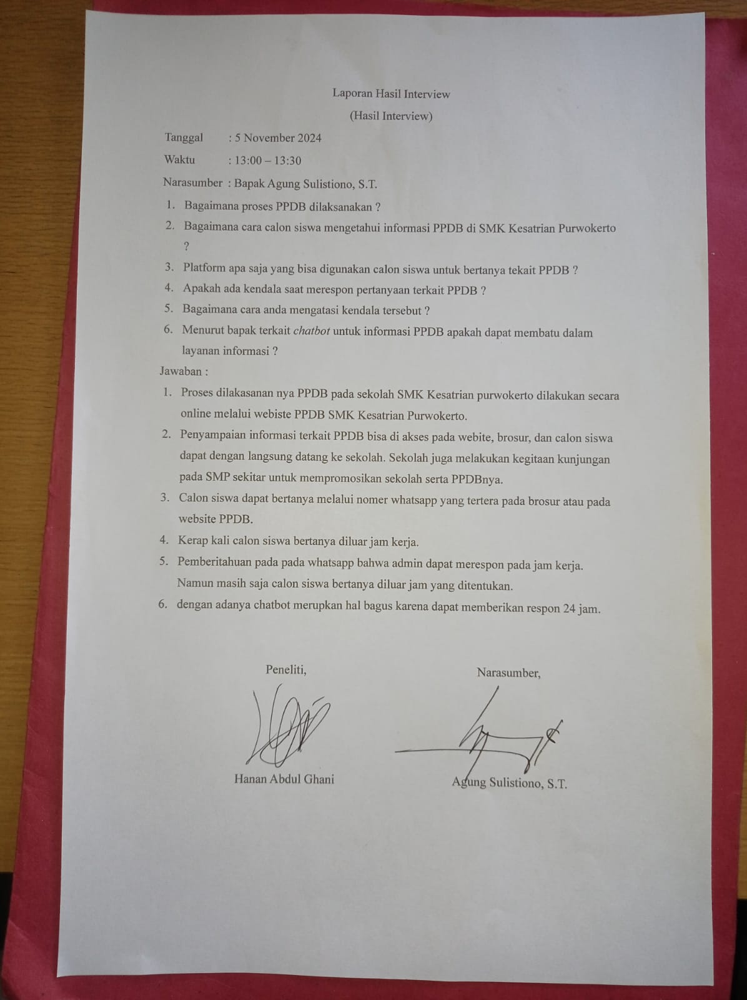 Laporan Hasil Interview
(Hasil Interview)
Tanggal : 5 November 2024
Waktu : 13:00 – 13:30
Narasumber : Bapak Agung Sulistiono, S.T.
1. Bagaimana proses PPDB dilaksanakan ?
2. Bagaimana cara calon siswa mengetahui informasi PPDB di SMK Kesatrian Purwokerto
?
3. Platform apa saja yang bisa digunakan calon siswa untuk bertanya tekait PPDB ?
4. Apakah ada kendala saat merespon pertanyaan terkait PPDB ?
5. Bagaimana cara anda mengatasi kendala tersebut ?
6. Menurut bapak terkait chatbot untuk informasi PPDB apakah dapat membatu dalam
layanan informasi ?
Jawaban :
1. Proses dilakasanan nya PPDB pada sekolah SMK Kesatrian purwokerto dilakukan secara
online melalui webiste PPDB SMK Kesatrian Purwokerto.
2. Penyampaian informasi terkait PPDB bisa di akses pada webite, brosur, dan calon siswa
dapat dengan langsung datang ke sekolah. Sekolah juga melakukan kegitaan kunjungan
pada SMP sekitar untuk mempromosikan sekolah serta PPDBnya.
3. Calon siswa dapat bertanya melalui nomer whatsapp yang tertera pada brosur atau pada
website PPDB.
4. Kerap kali calon siswa bertanya diluar jam kerja.
5. Pemberitahuan pada pada whatsapp bahwa admin dapat merespon pada jam kerja.
Namun masih saja calon siswa bertanya diluar jam yang ditentukan.
6. dengan adanya chatbot merupkan hal bagus karena dapat memberikan respon 24 jam.
Peneliti, Narasumber,
Hanan Abdul Ghani Agung Sulistiono, S.T.